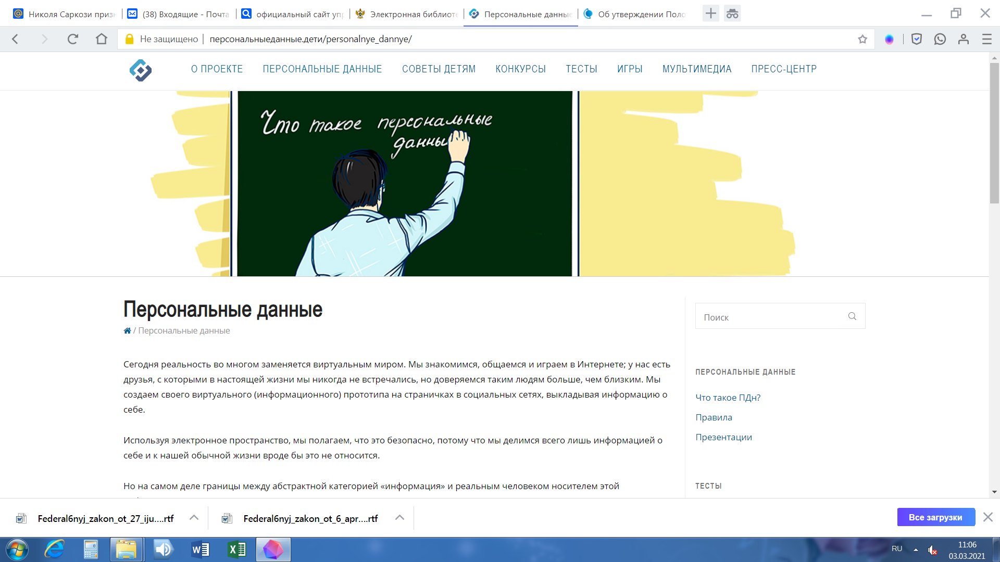 Николя Саркози призн
(38) Входящие - Почта
официальный сайт упр
Электронная библиоте
Персональные данные
Об утверждении Поло
Не защищено
персональныеданные.дети/personalnye_dannye/
О ПРОЕКТЕ
ПЕРСОНАЛЬНЫЕ ДАННЫЕ
СОВЕТЫ ДЕТЯМ
КОНКУРСЫ
ТЕСТЫ
ИГРЫ
МУЛЬТИМЕДИА
ПРЕСС-ЦЕНТР
Что такое персональные
данны
Персональные данные
/ Персональные данные
Сегодня реальность во многом заменяется виртуальным миром. Мы знакомимся, общаемся и играем в Интернете; у нас есть
друзья, с которыми в настоящей жизни мы никогда не встречались, но доверяемся таким людям больше, чем близким. Мы
создаем своего виртуального (информационного) прототипа на страничках в социальных сетях, выкладывая информацию о
себе.
Используя электронное пространство, мы полагаем, что это безопасно, потому что мы делимся всего лишь информацией о
себе и к нашей обычной жизни вроде бы это не относится.
Но на самом деле границы между абстрактной категорией «информация» и реальным человеком носителем этой
Поиск
ПЕРСОНАЛЬНЫЕ ДАННЫЕ
Что такое ПДн?
Правила
Презентации
ТЕСТЫ
Federal6nyj_zakon_ot_27_iju....rtf
Federal6nyj_zakon_ot_6_apr....rtf
Все загрузки
RU
11:06
03.03.2021